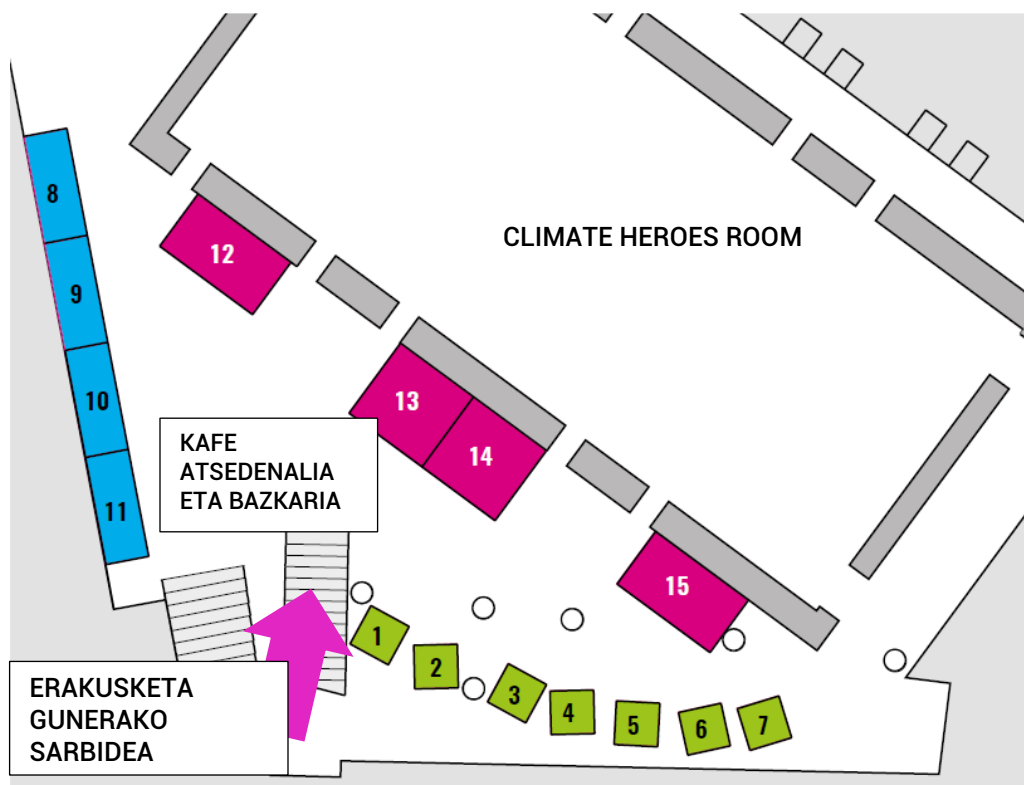 8
9
10
11
12
13
14
15
CLIMATE HEROES ROOM
KAFE
ATSEDENALIA
ETA BAZKARIA
1
2
3
4
5
6
7
ERAKUSKETA
GUNERAKO
SARBIDEA